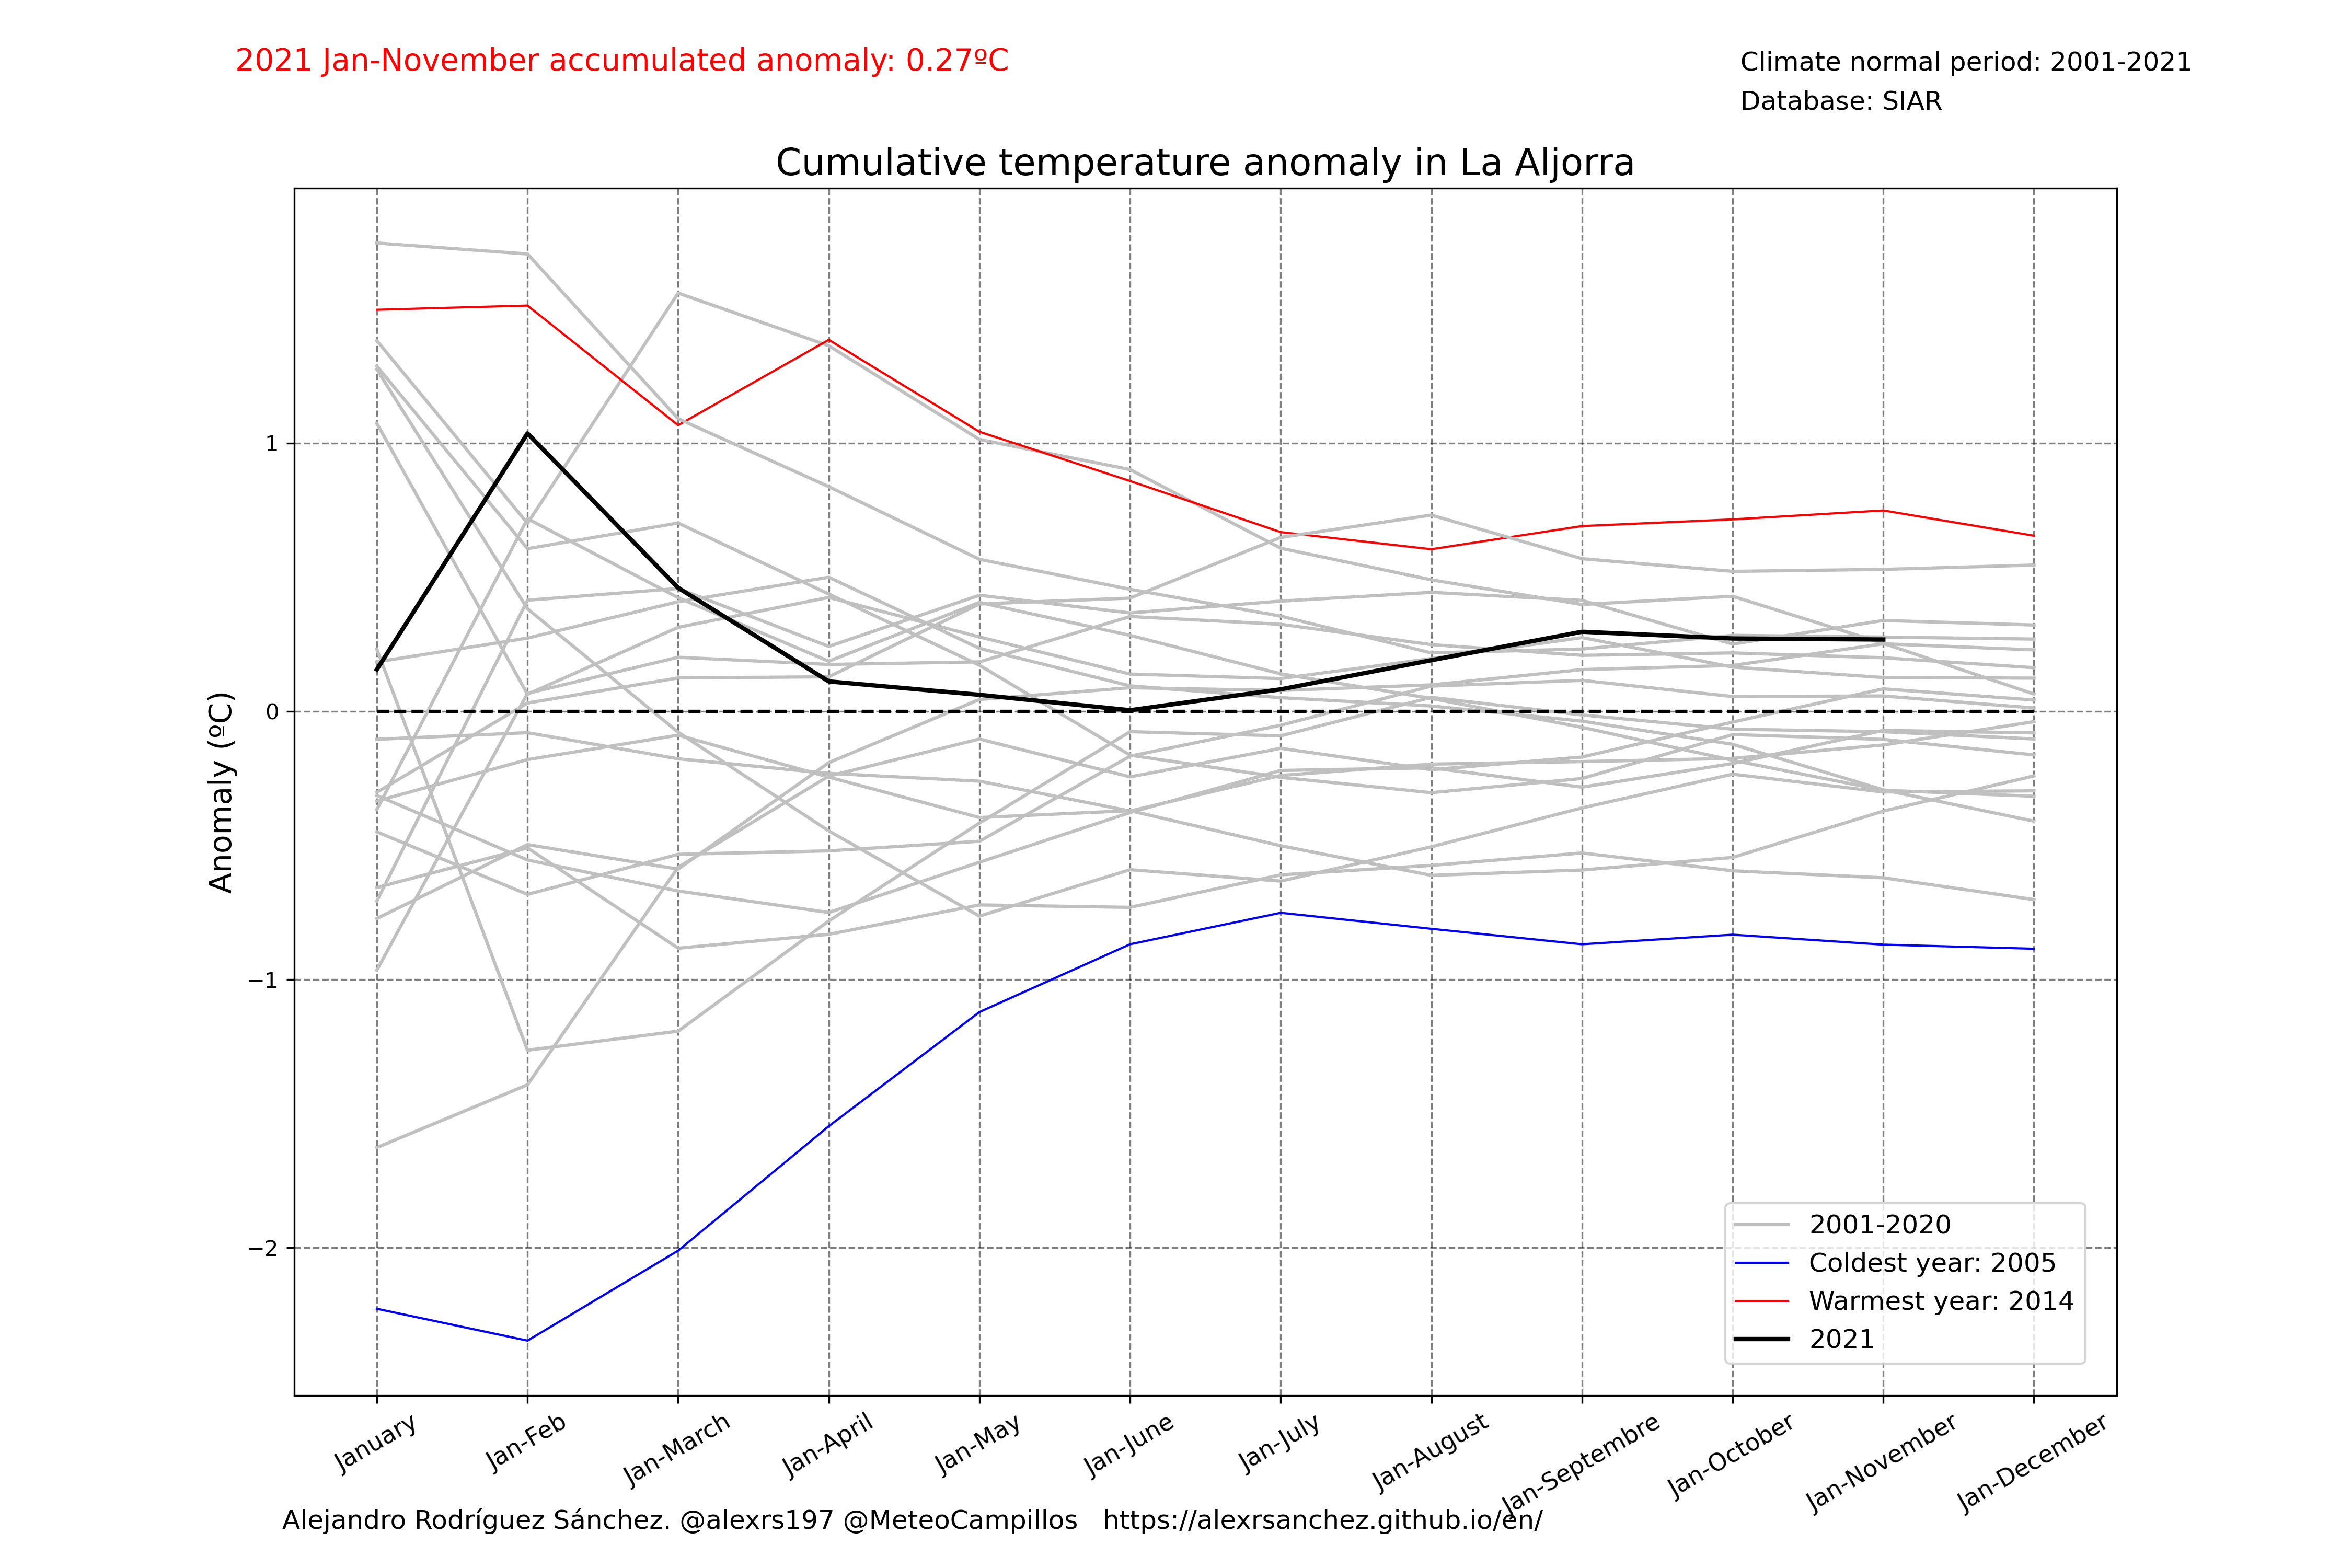 2021 Jan-November accumulated anomaly: 0.27ºC
Climate normal period: 2001-2021
Database: SIAR
Cumulative temperature anomaly in La Aljorra
Anomaly (ºC)
1
0
−1
−2
2001-2020
Coldest year: 2005
Warmest year: 2014
2021
January
Jan-Feb
Jan-March
Jan-April
Jan-May
Jan-June
Jan-July
Jan-August
Jan-Septembre
Jan-October
Jan-November
Jan-December
Alejandro Rodríguez Sánchez. @alexrs197 @MeteoCampillos   https://alexrsanchez.github.io/en/